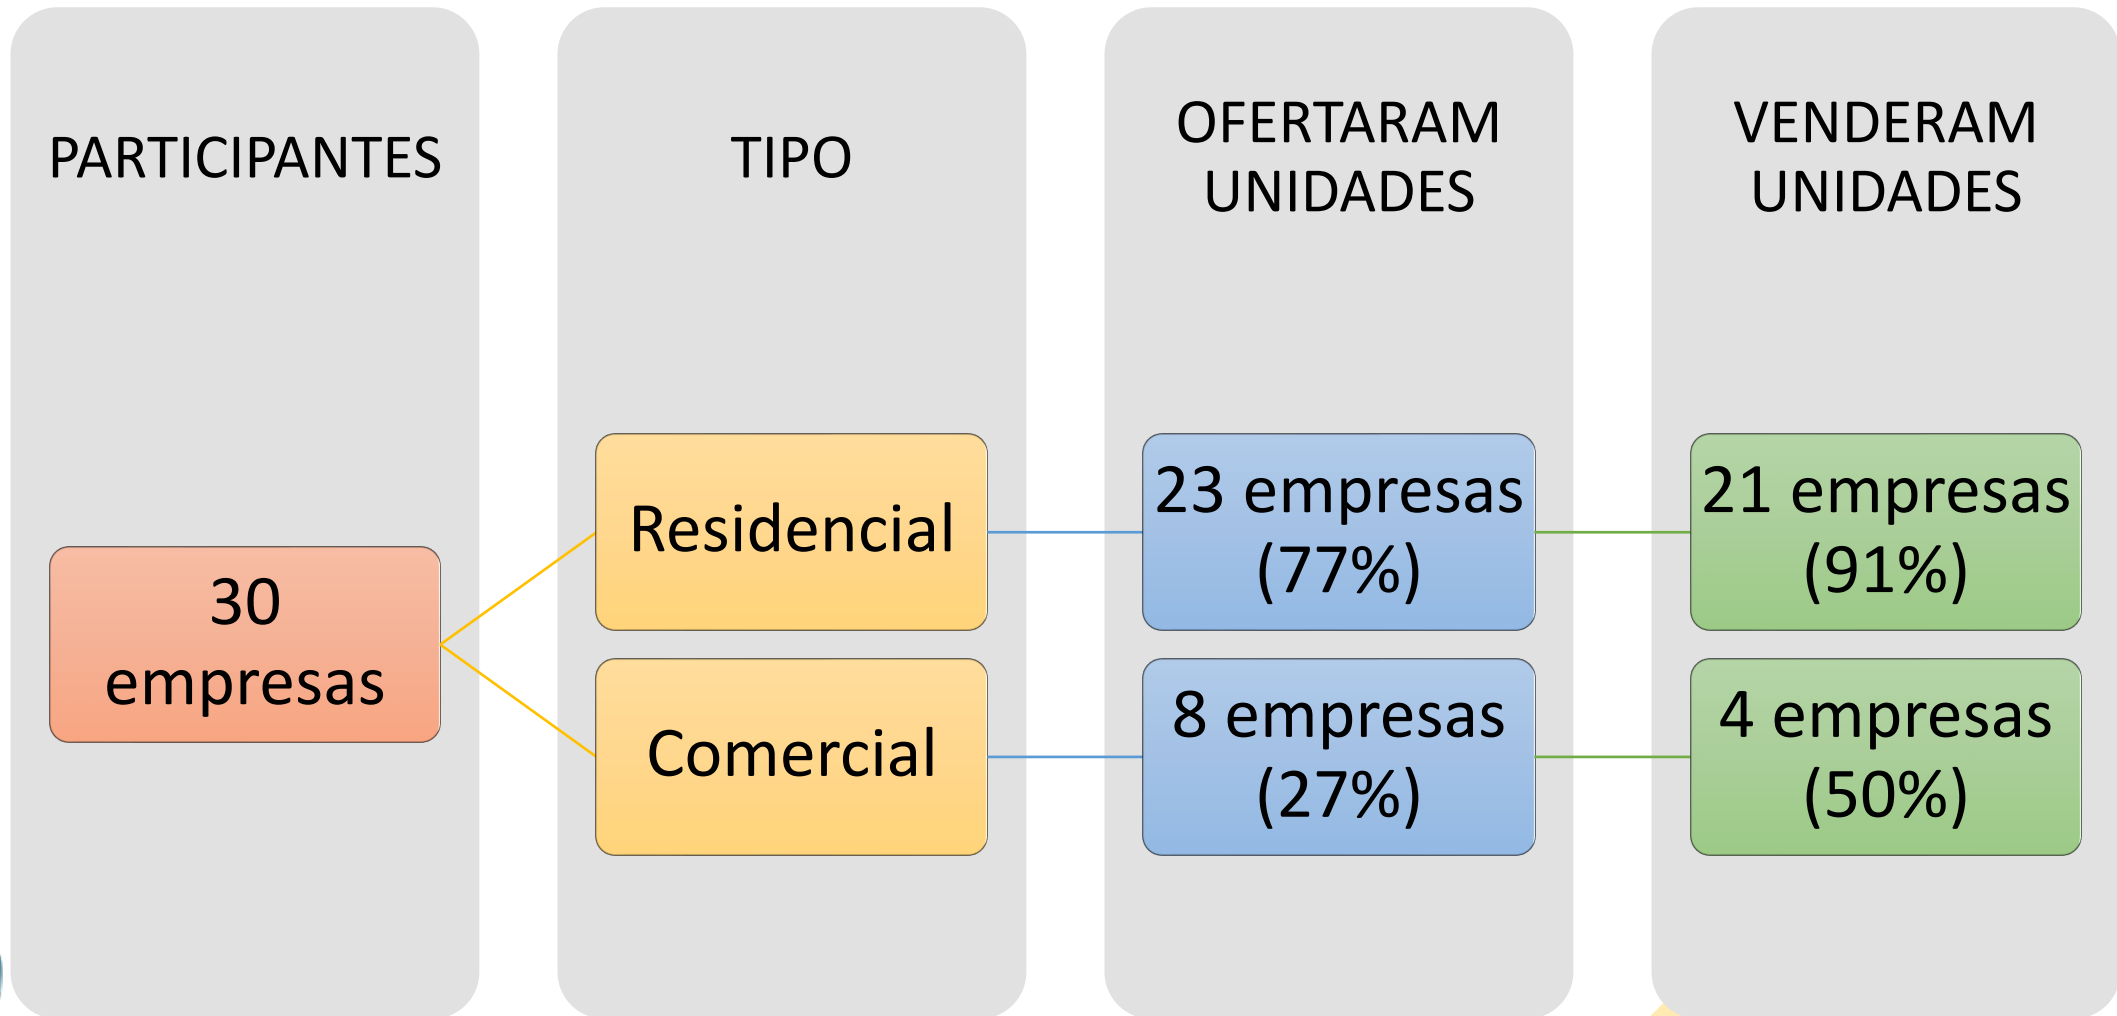 PARTICIPANTES
TIPO
OFERTARAM
UNIDADES
VENDERAM
UNIDADES
30
empresas
Residencial
23 empresas
(77%)
21 empresas
(91%)
Comercial
8 empresas
(27%)
4 empresas
(50%)